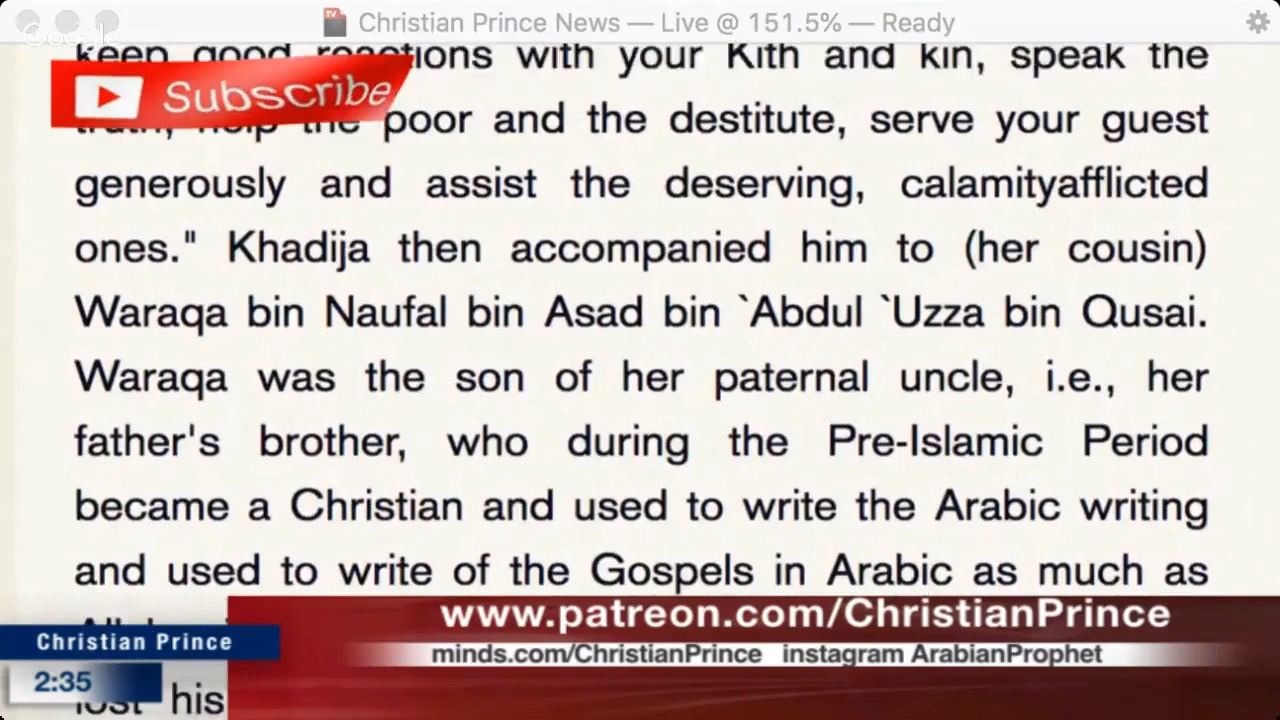 Christian Prince News — Live @ 151.5% — Ready
Google
keep good reactions with your Kith and kin, speak the
Subscribe
truth, help the poor and the destitute, serve your guest
generously and assist the deserving, calamityafflicted
ones." Khadija then accompanied him to (her cousin)
Waraqa bin Naufal bin Asad bin `Abdul `Uzza bin Qusai.
Waraqa was the son of her paternal uncle, i.e., her
father's brother, who during the Pre-Islamic Period
became a Christian and used to write the Arabic writing
and used to write of the Gospels in Arabic as much as
www.patreon.com/ChristianPrince
Christian Prince
minds.com/ChristianPrince instagram ArabianProphet
2:35
lost his